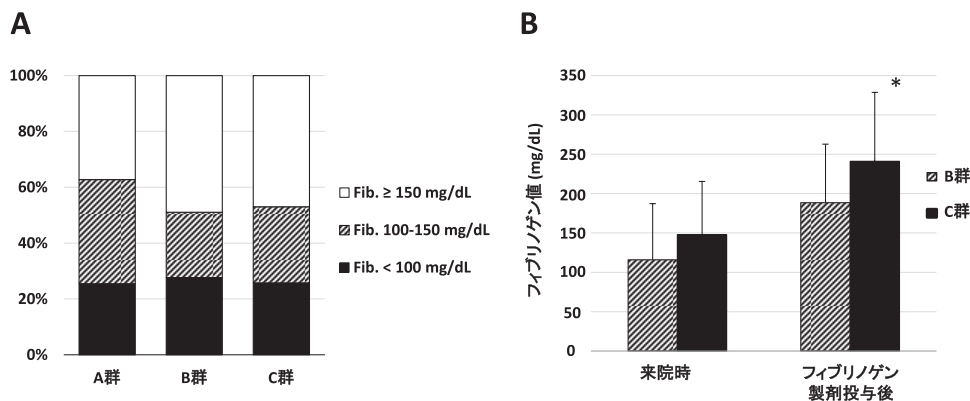 A
100%
80%
60%
40%
20%
0%
A群
B群
C群
Fib. ≥ 150 mg/dL
Fib. 100-150 mg/dL
Fib. < 100 mg/dL
B
フィブリノゲン値 (mg/dL)
350
300
250
200
150
100
50
0
*
来院時
フィブリノゲン
製剤投与後
B群
C群